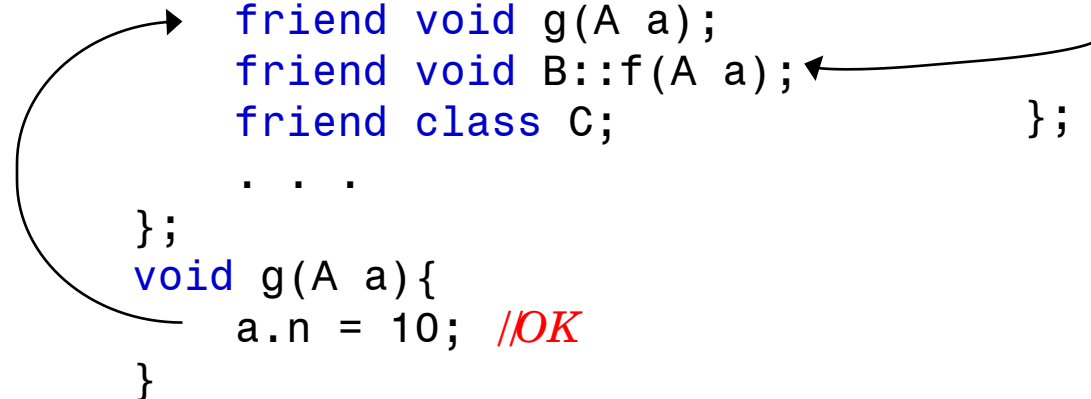 friend void g(A a);
friend void B::f(A a);
friend class C; };
. . .
};
void g(A a){
a.n = 10; //OK
}